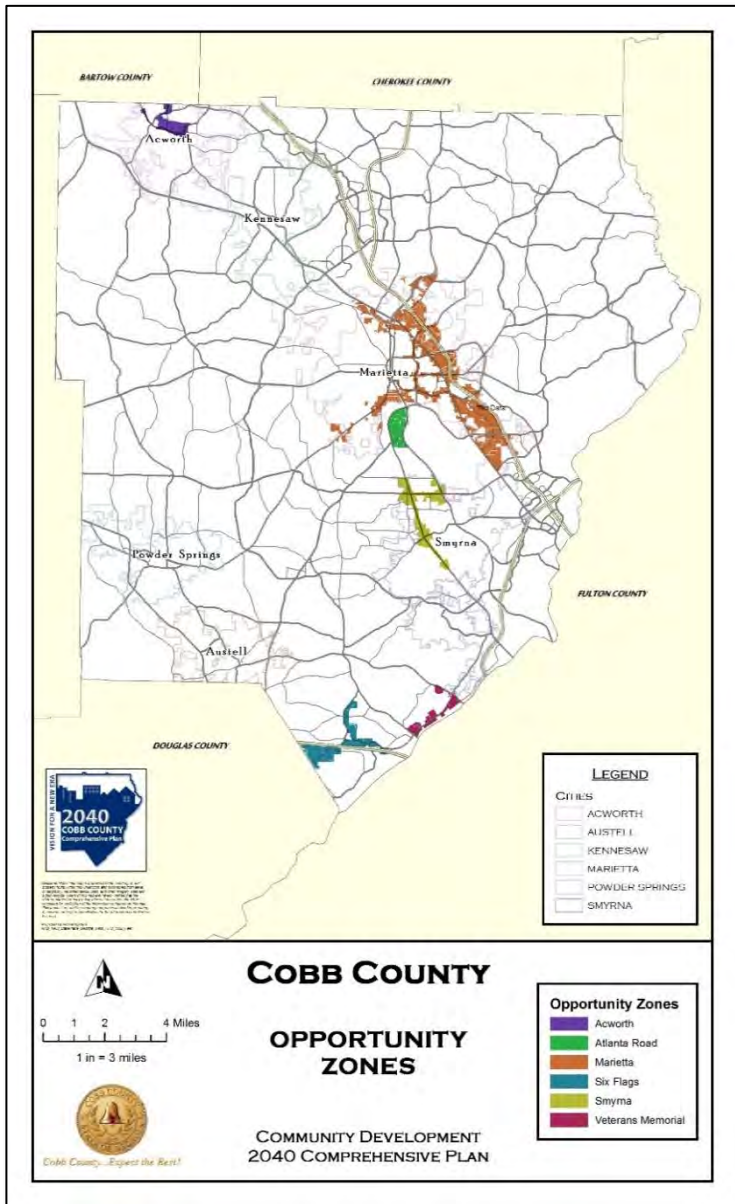 BARTOW COUNTY
CHEROKEE COUNTY
Acworth
Kennesaw
Marietta
Powder Springs
Smyrna
FULTON COUNTY
Austell
DOUGLAS COUNTY
VISION FOR A NEW ERA
2040
COBB COUNTY
Comprehensive Plan
LEGEND
CITIES
ACWORTH
AUSTELL
KENNESAW
MARIETTA
POWDER SPRINGS
SMYRNA
N
0 1 2 4 Miles
1 in = 3 miles
Cobb County...Expect the Best!
COBB COUNTY
OPPORTUNITY
ZONES
COMMUNITY DEVELOPMENT
2040 COMPREHENSIVE PLAN
Opportunity Zones
Acworth
Atlanta Road
Marietta
Six Flags
Smyrna
Veterans Memorial